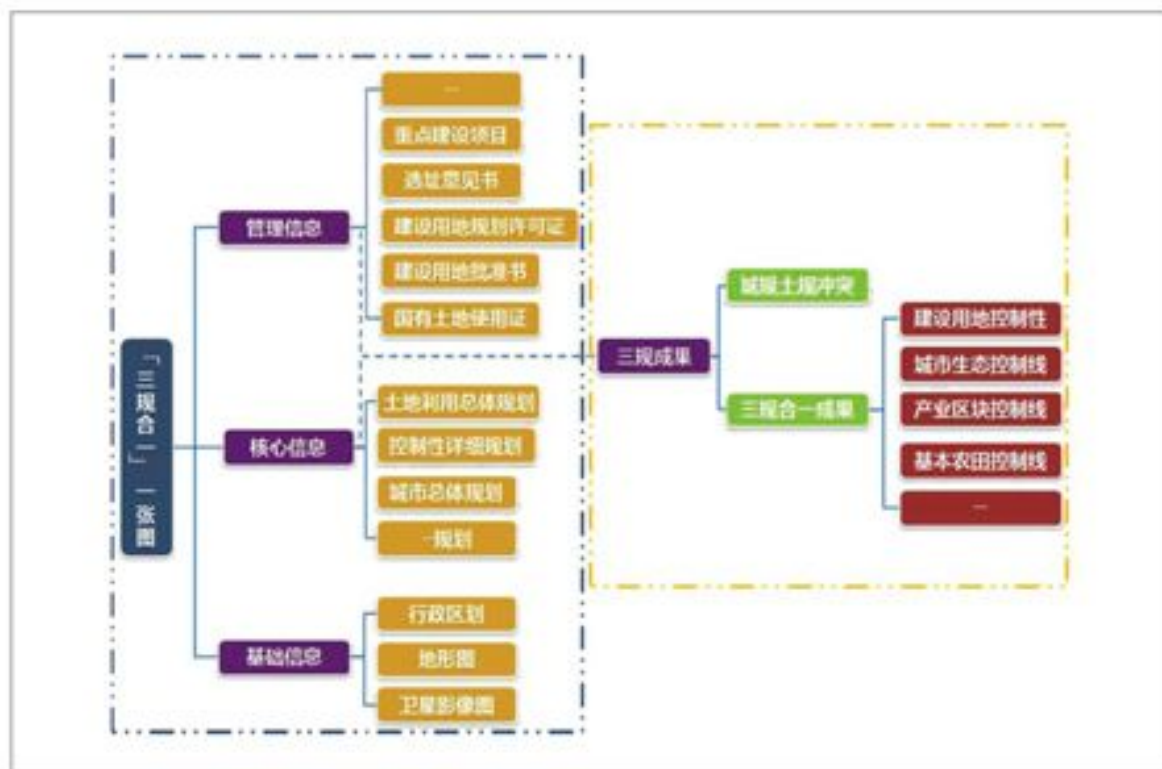 「三规合一」一张图
管理信息
…
重点建设项目
选址意见书
建设用地规划许可证
建设用地批准书
国有土地使用证
核心信息
土地利用总体规划
控制性详细规划
城市总体规划
…规划
基础信息
行政区划
地形图
卫星影像图
三规成果
城规土规冲突
三规合一成果
建设用地控制性
城市生态控制线
产业区块控制线
基本农田控制线
…